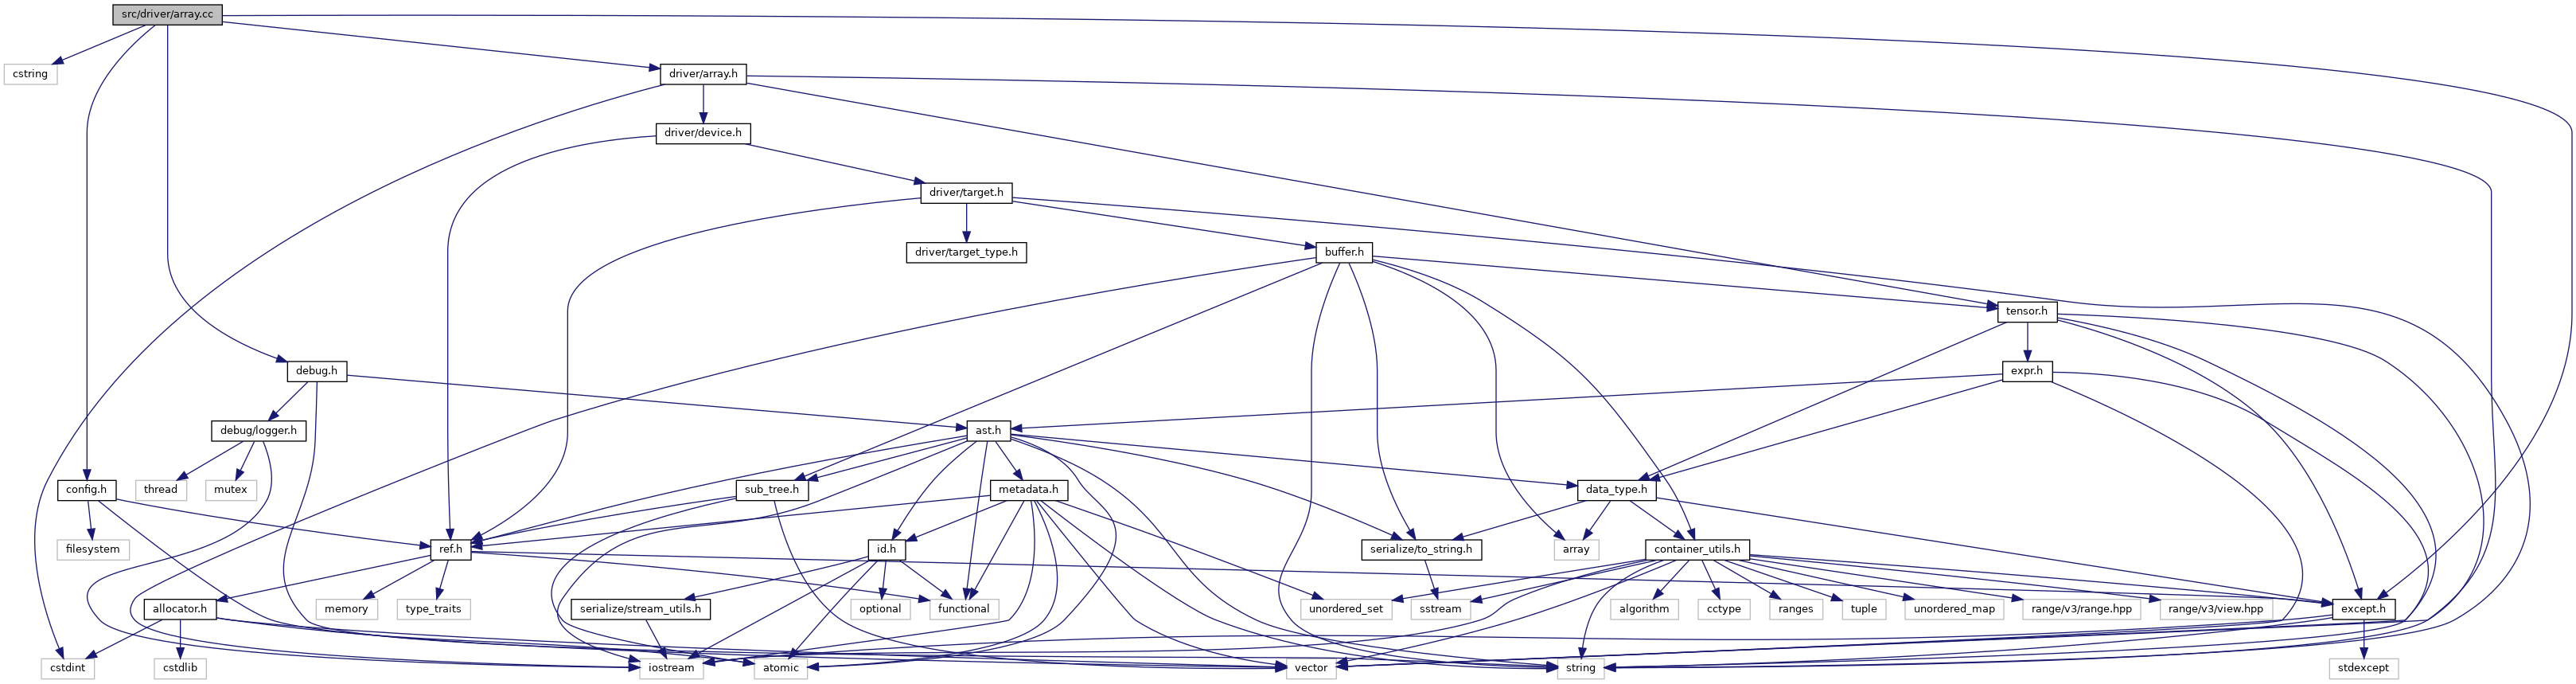 src/driver/array.cc
cstring
driver/array.h
driver/device.h
driver/target.h
driver/target_type.h
buffer.h
tensor.h
debug.h
expr.h
debug/logger.h
ast.h
config.h
thread
mutex
sub_tree.h
metadata.h
data_type.h
filesystem
ref.h
id.h
serialize/to_string.h
array
container_utils.h
allocator.h
memory
type_traits
serialize/stream_utils.h
optional
functional
unordered_set
sstream
algorithm
cctype
ranges
tuple
unordered_map
range/v3/range.hpp
range/v3/view.hpp
except.h
cstdint
cstdlib
iostream
atomic
vector
string
stdexcept